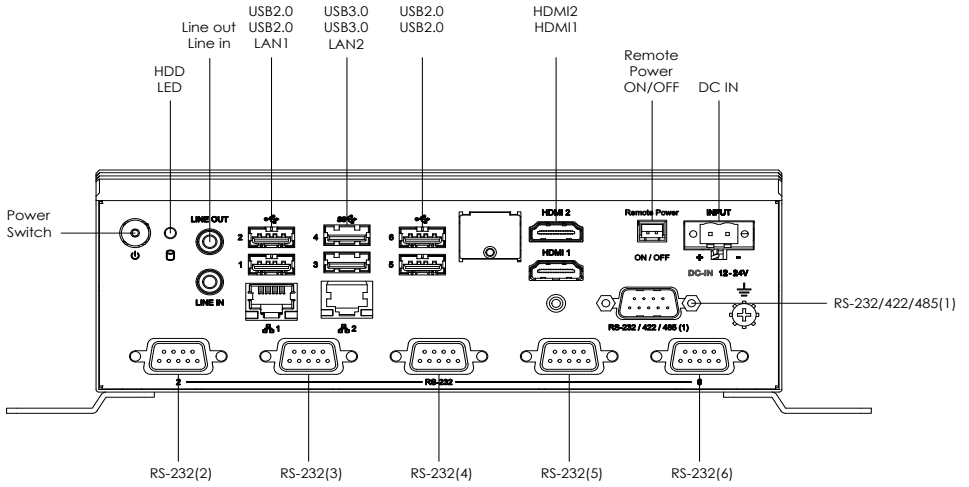 USB2.0 USB3.0 USB2.0 HDMI2
Line out USB2.0 USB3.0 USB2.0 HDMI1
Line in LAN1 LAN2
HDD
LED
Remote
Power
ON/OFF
DC IN
Power
Switch
LINE OUT
LINE IN
2
1
4
3
6
5
1
2
HDMI 2
HDMI 1
Remote Power
ON / OFF
INPUT
+ -
DC-IN 12-24V
RS-232 / 422 / 485 (1)
RS-232/422/485(1)
2 RS-232 6
RS-232(2) RS-232(3) RS-232(4) RS-232(5) RS-232(6)